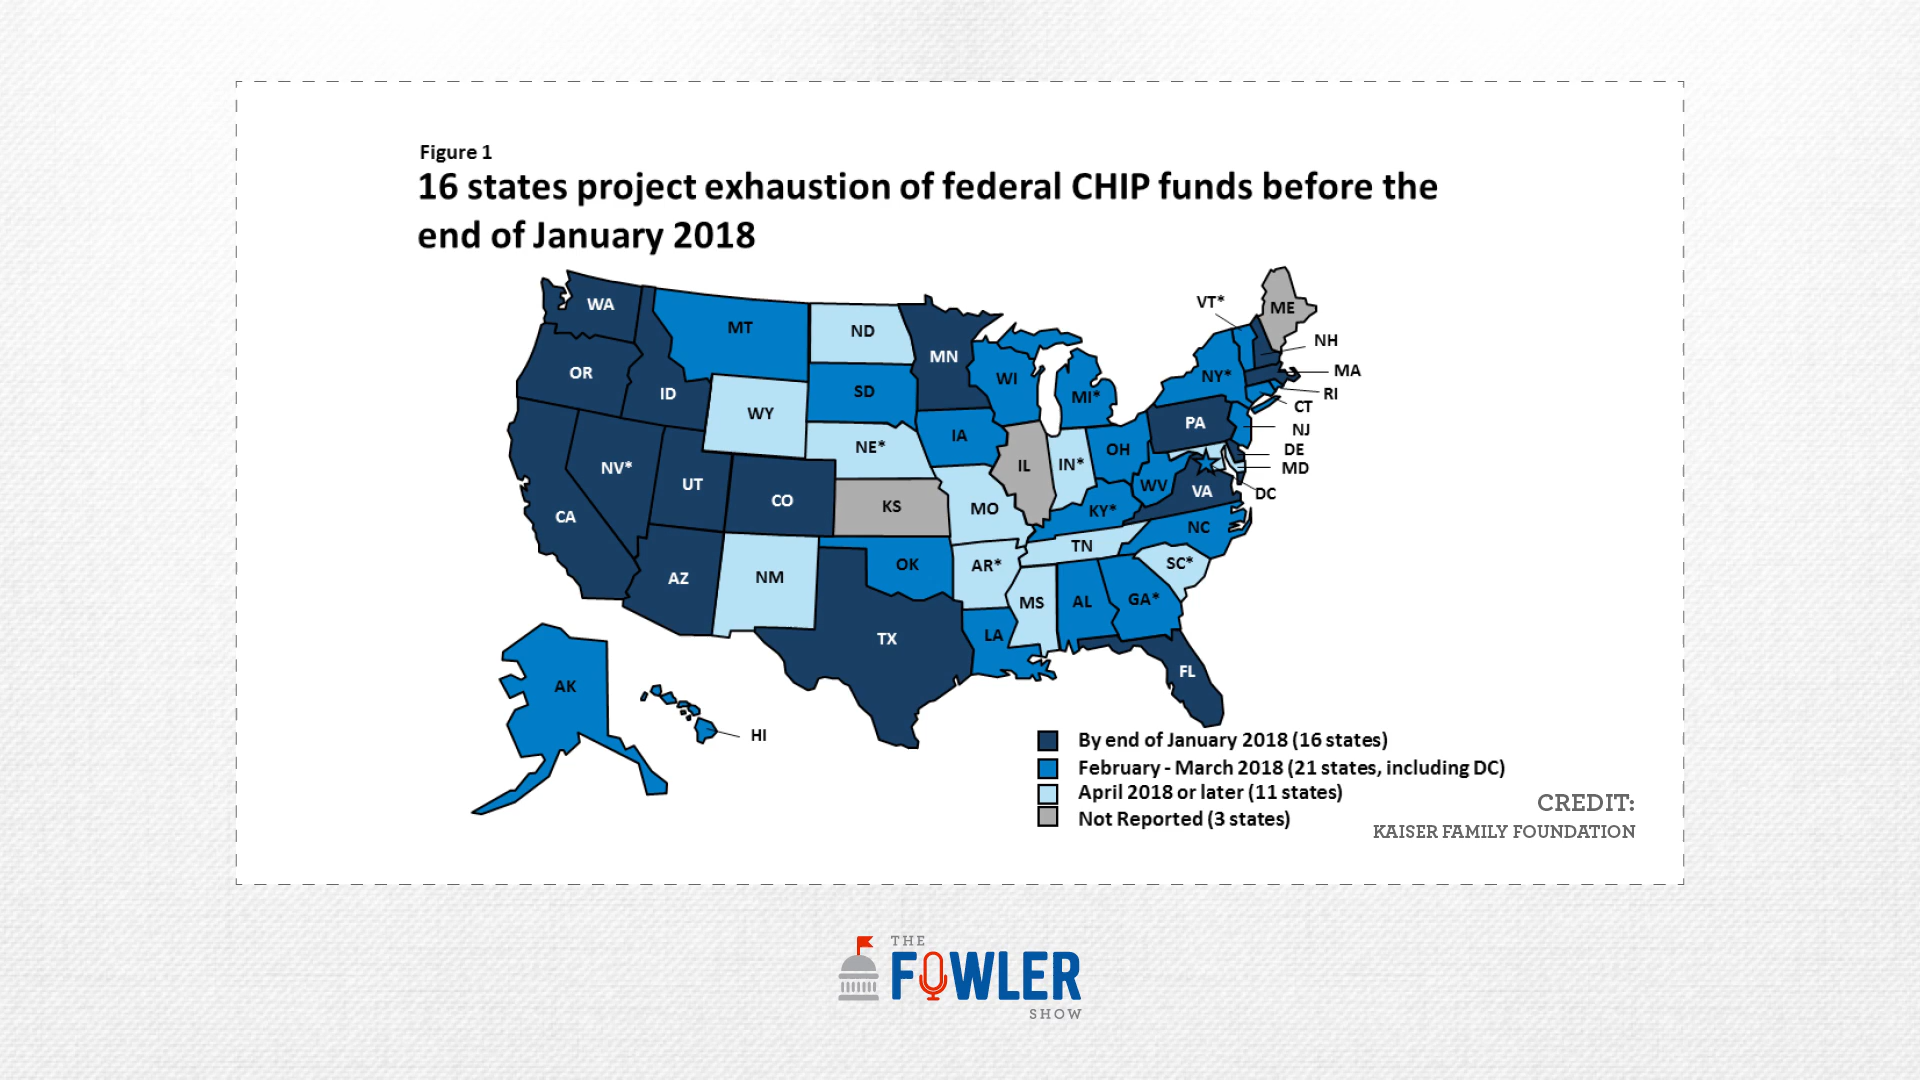 Figure 1
16 states project exhaustion of federal CHIP funds before the
end of January 2018
WA
MT
ND
MN
VT*
ME
NH
OR
ID
SD
WI
MI*
NY*
MA
RI
CT
WY
IA
PA
NJ
NE*
OH
DE
MD
NV*
UT
CO
KS
IL
IN*
WV
VA
DC
CA
MO
KY*
NC
AZ
NM
OK
AR*
TN
SC*
TX
LA
MS
AL
GA*
FL
AK
HI
By end of January 2018 (16 states)
February - March 2018 (21 states, including DC)
April 2018 or later (11 states)
Not Reported (3 states)
CREDIT:
KAISER FAMILY FOUNDATION
THE
FOWLER
SHOW